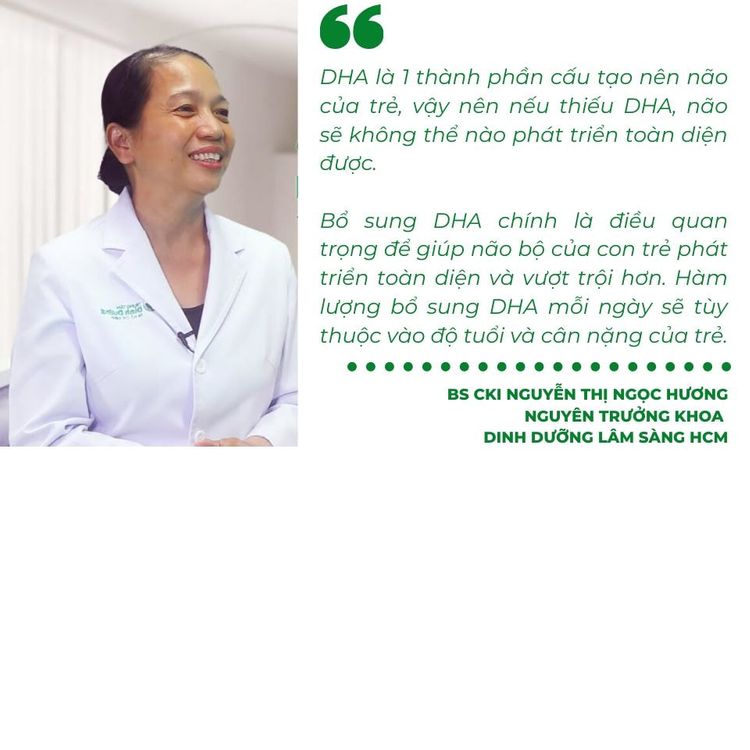 DHA là 1 thành phần cấu tạo nên não
của trẻ, vậy nên nếu thiếu DHA, não
sẽ không thể nào phát triển toàn diện
được.
Bổ sung DHA chính là điều quan
trọng để giúp não bộ của con trẻ phát
triển toàn diện và vượt trội hơn. Hàm
lượng bổ sung DHA mỗi ngày sẽ tùy
thuộc vào độ tuổi và cân nặng của trẻ.
BS CKI NGUYỄN THỊ NGỌC HƯƠNG
NGUYÊN TRƯỞNG KHOA
DINH DƯỠNG LÂM SÀNG HCM